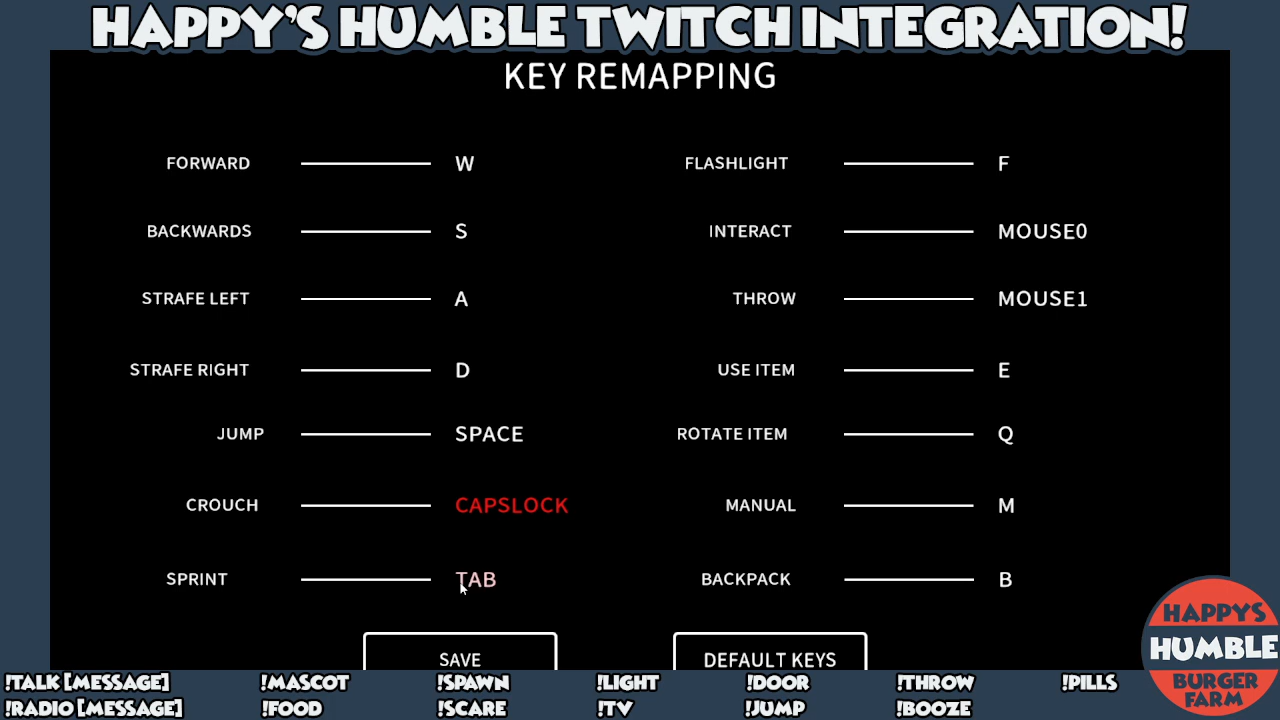 HAPPY'S HUMBLE TWITCH INTEGRATION!
KEY REMAPPING
FORWARD W
BACKWARDS S
STRAFE LEFT A
STRAFE RIGHT D
JUMP SPACE
CROUCH CAPSLOCK
SPRINT TAB
FLASHLIGHT F
INTERACT MOUSE0
THROW MOUSE1
USE ITEM E
ROTATE ITEM Q
MANUAL M
BACKPACK B
SAVE DEFAULT KEYS
HAPPYS
HUMBLE
BURGER
FARM
!TALK [MESSAGE] !MASCOT !SPAWN !LIGHT !DOOR !THROW !PILLS
!RADIO [MESSAGE] !FOOD !SCARE !TV !JUMP !BOOZE